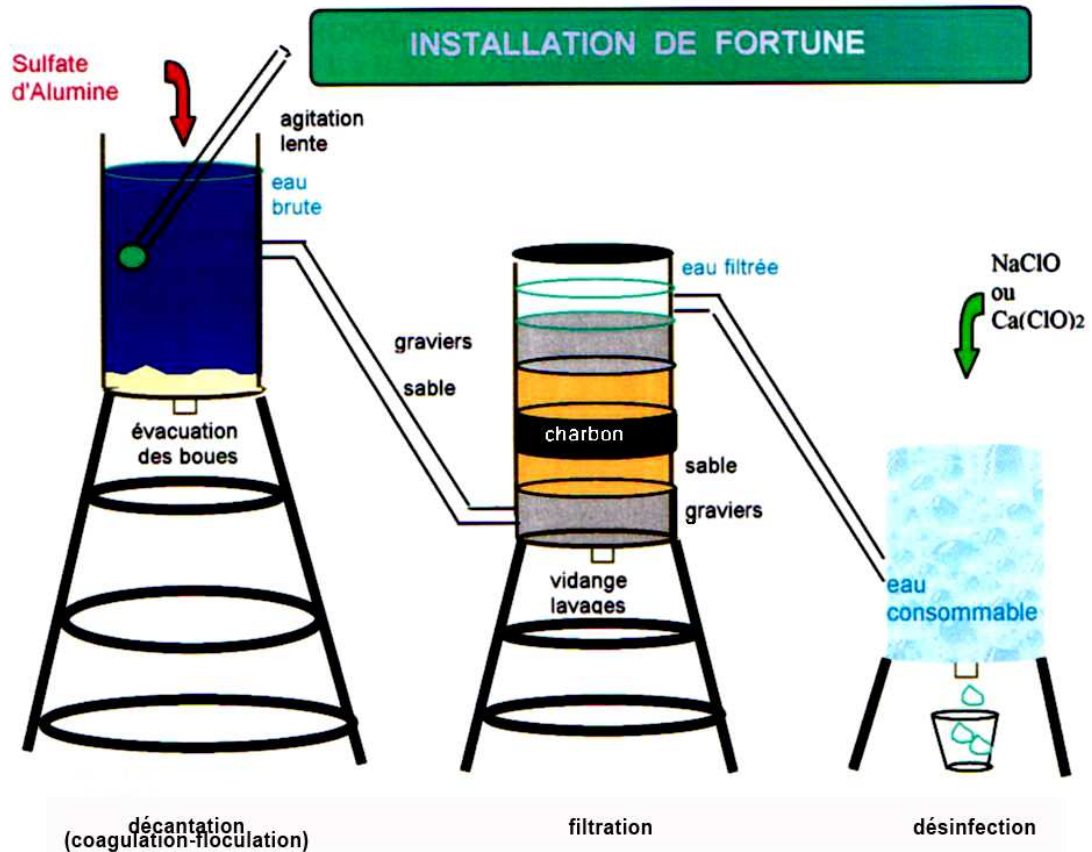 INSTALLATION DE FORTUNE
Sulfate
d'Alumine
agitation
lente
eau
brute
évacuation
des boues
graviers
sable
eau filtrée
charbon
sable
graviers
vidange
lavages
NaClO
ou
Ca(ClO)2
eau
consommable
décantation
(coagulation-floculation)
filtration
désinfection